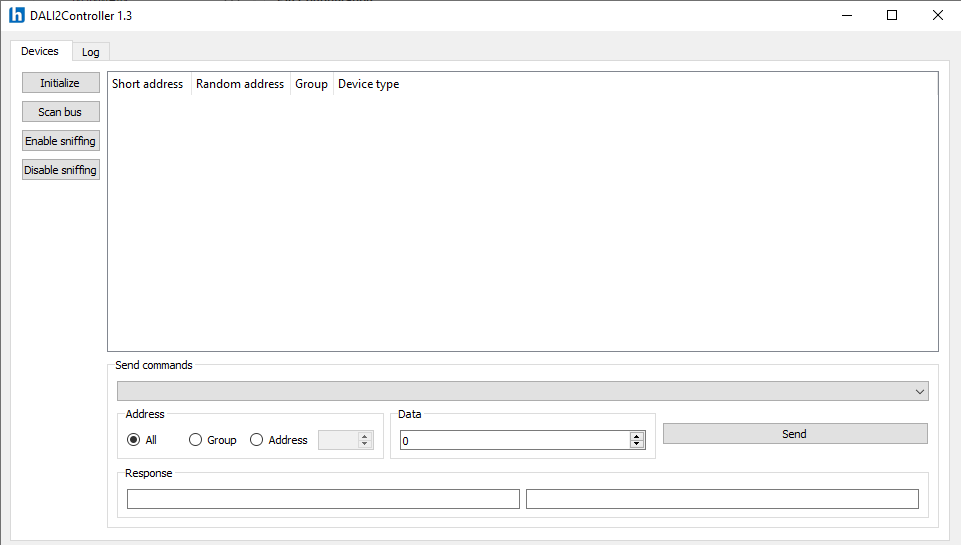 h DALI2Controller 1.3
Devices Log
Initialize
Scan bus
Enable sniffing
Disable sniffing
Short address Random address Group Device type
Send commands
Address
All Group Address
Data
0
Send
Response